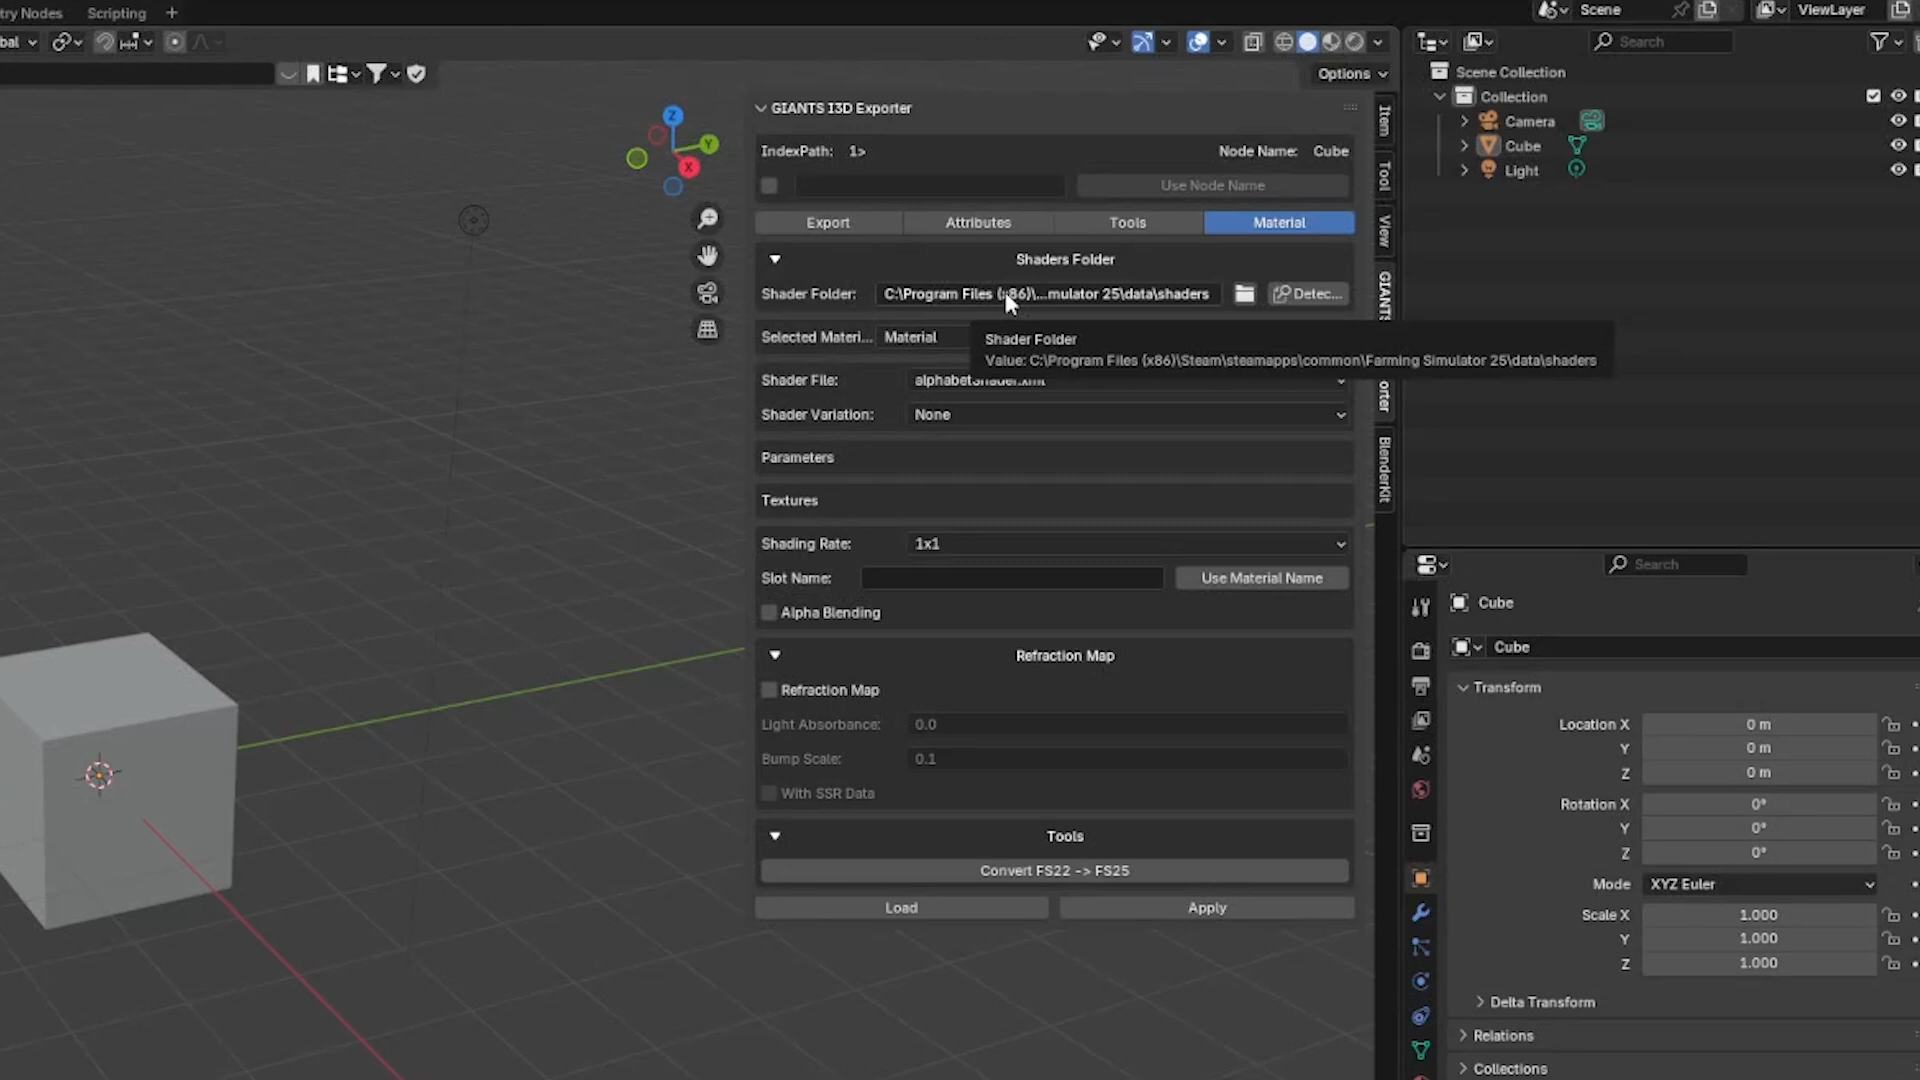 try Nodes
Scripting
+
Scene
ViewLayer
bal
Search
Options
Scene Collection
Collection
Camera
Cube
Light
Z
Y
X
GIANTS I3D Exporter
IndexPath: 1>
Node Name: Cube
Use Node Name
Export
Attributes
Tools
Material
Shaders Folder
Shader Folder:
C:\Program Files (x86)\...mulator 25\data\shaders
Detec...
Selected Materi...
Material
Shader Folder
Value: C:\Program Files (x86)\Steam\steamapps\common\Farming Simulator 25\data\shaders
Shader File:
alphabetShader.xml
Shader Variation:
None
Parameters
Textures
Shading Rate:
1x1
Slot Name:
Use Material Name
Alpha Blending
Refraction Map
Refraction Map
Light Absorbance:
0.0
Bump Scale:
0.1
With SSR Data
Tools
Convert FS22 -> FS25
Load
Apply
Item
Tool
View
GIANTS
orter
BlenderKit
Search
Cube
Cube
Transform
Location X 0 m
Y 0 m
Z 0 m
Rotation X 0°
Y 0°
Z 0°
Mode XYZ Euler
Scale X 1.000
Y 1.000
Z 1.000
Delta Transform
Relations
Collections